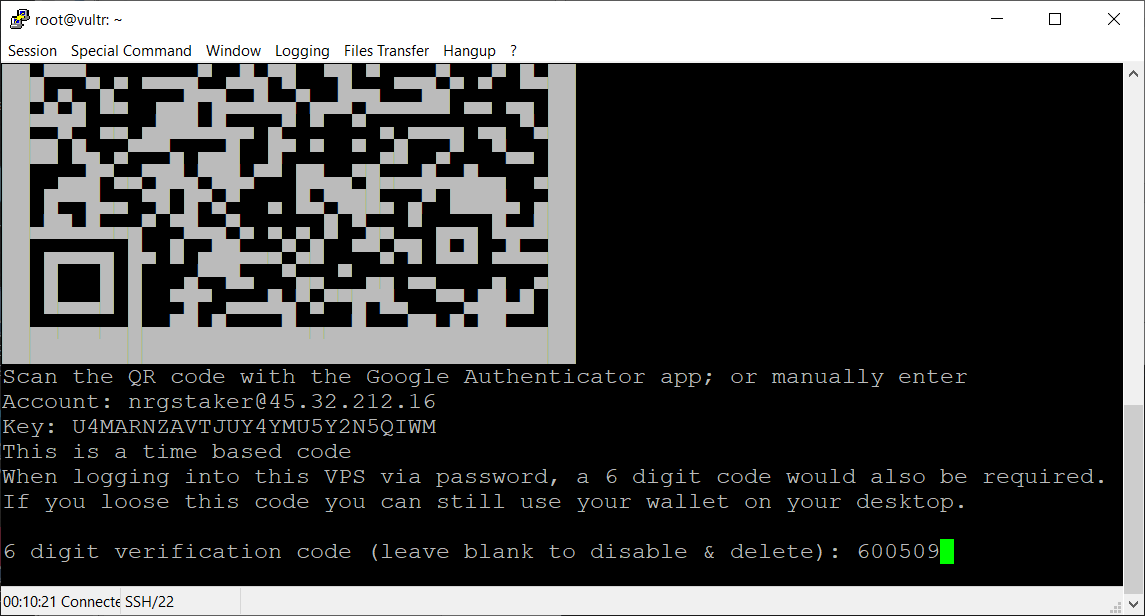 root@vultr: ~
Session Special Command Window Logging Files Transfer Hangup ?
Scan the QR code with the Google Authenticator app; or manually enter
Account: nrgstaker@45.32.212.16
Key: U4MARNZAVTJUY4YMU5Y2N5QIWM
This is a time based code
When logging into this VPS via password, a 6 digit code would also be required.
If you loose this code you can still use your wallet on your desktop.
6 digit verification code (leave blank to disable & delete): 600509
00:10:21 Connecte SSH/22